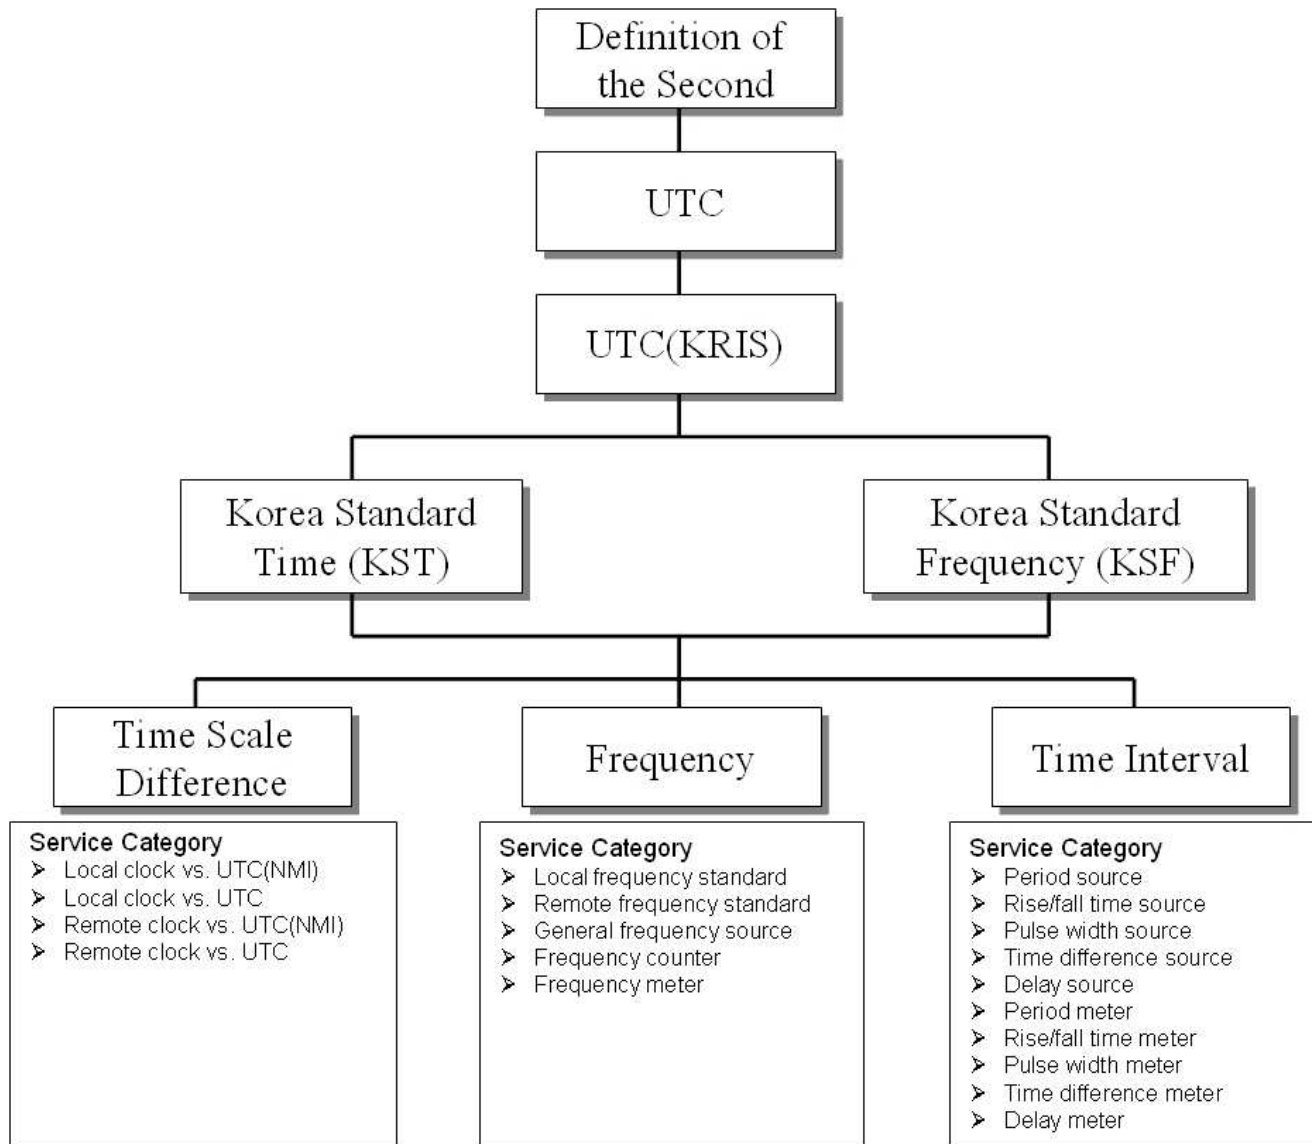 Definition of
the Second
UTC
UTC(KRIS)
Korea Standard
Time (KST)
Korea Standard
Frequency (KSF)
Time Scale
Difference
Frequency
Time Interval
Service Category
➢ Local clock vs. UTC(NMI)
➢ Local clock vs. UTC
➢ Remote clock vs. UTC(NMI)
➢ Remote clock vs. UTC
Service Category
➢ Local frequency standard
➢ Remote frequency standard
➢ General frequency source
➢ Frequency counter
➢ Frequency meter
Service Category
➢ Period source
➢ Rise/fall time source
➢ Pulse width source
➢ Time difference source
➢ Delay source
➢ Period meter
➢ Rise/fall time meter
➢ Pulse width meter
➢ Time difference meter
➢ Delay meter